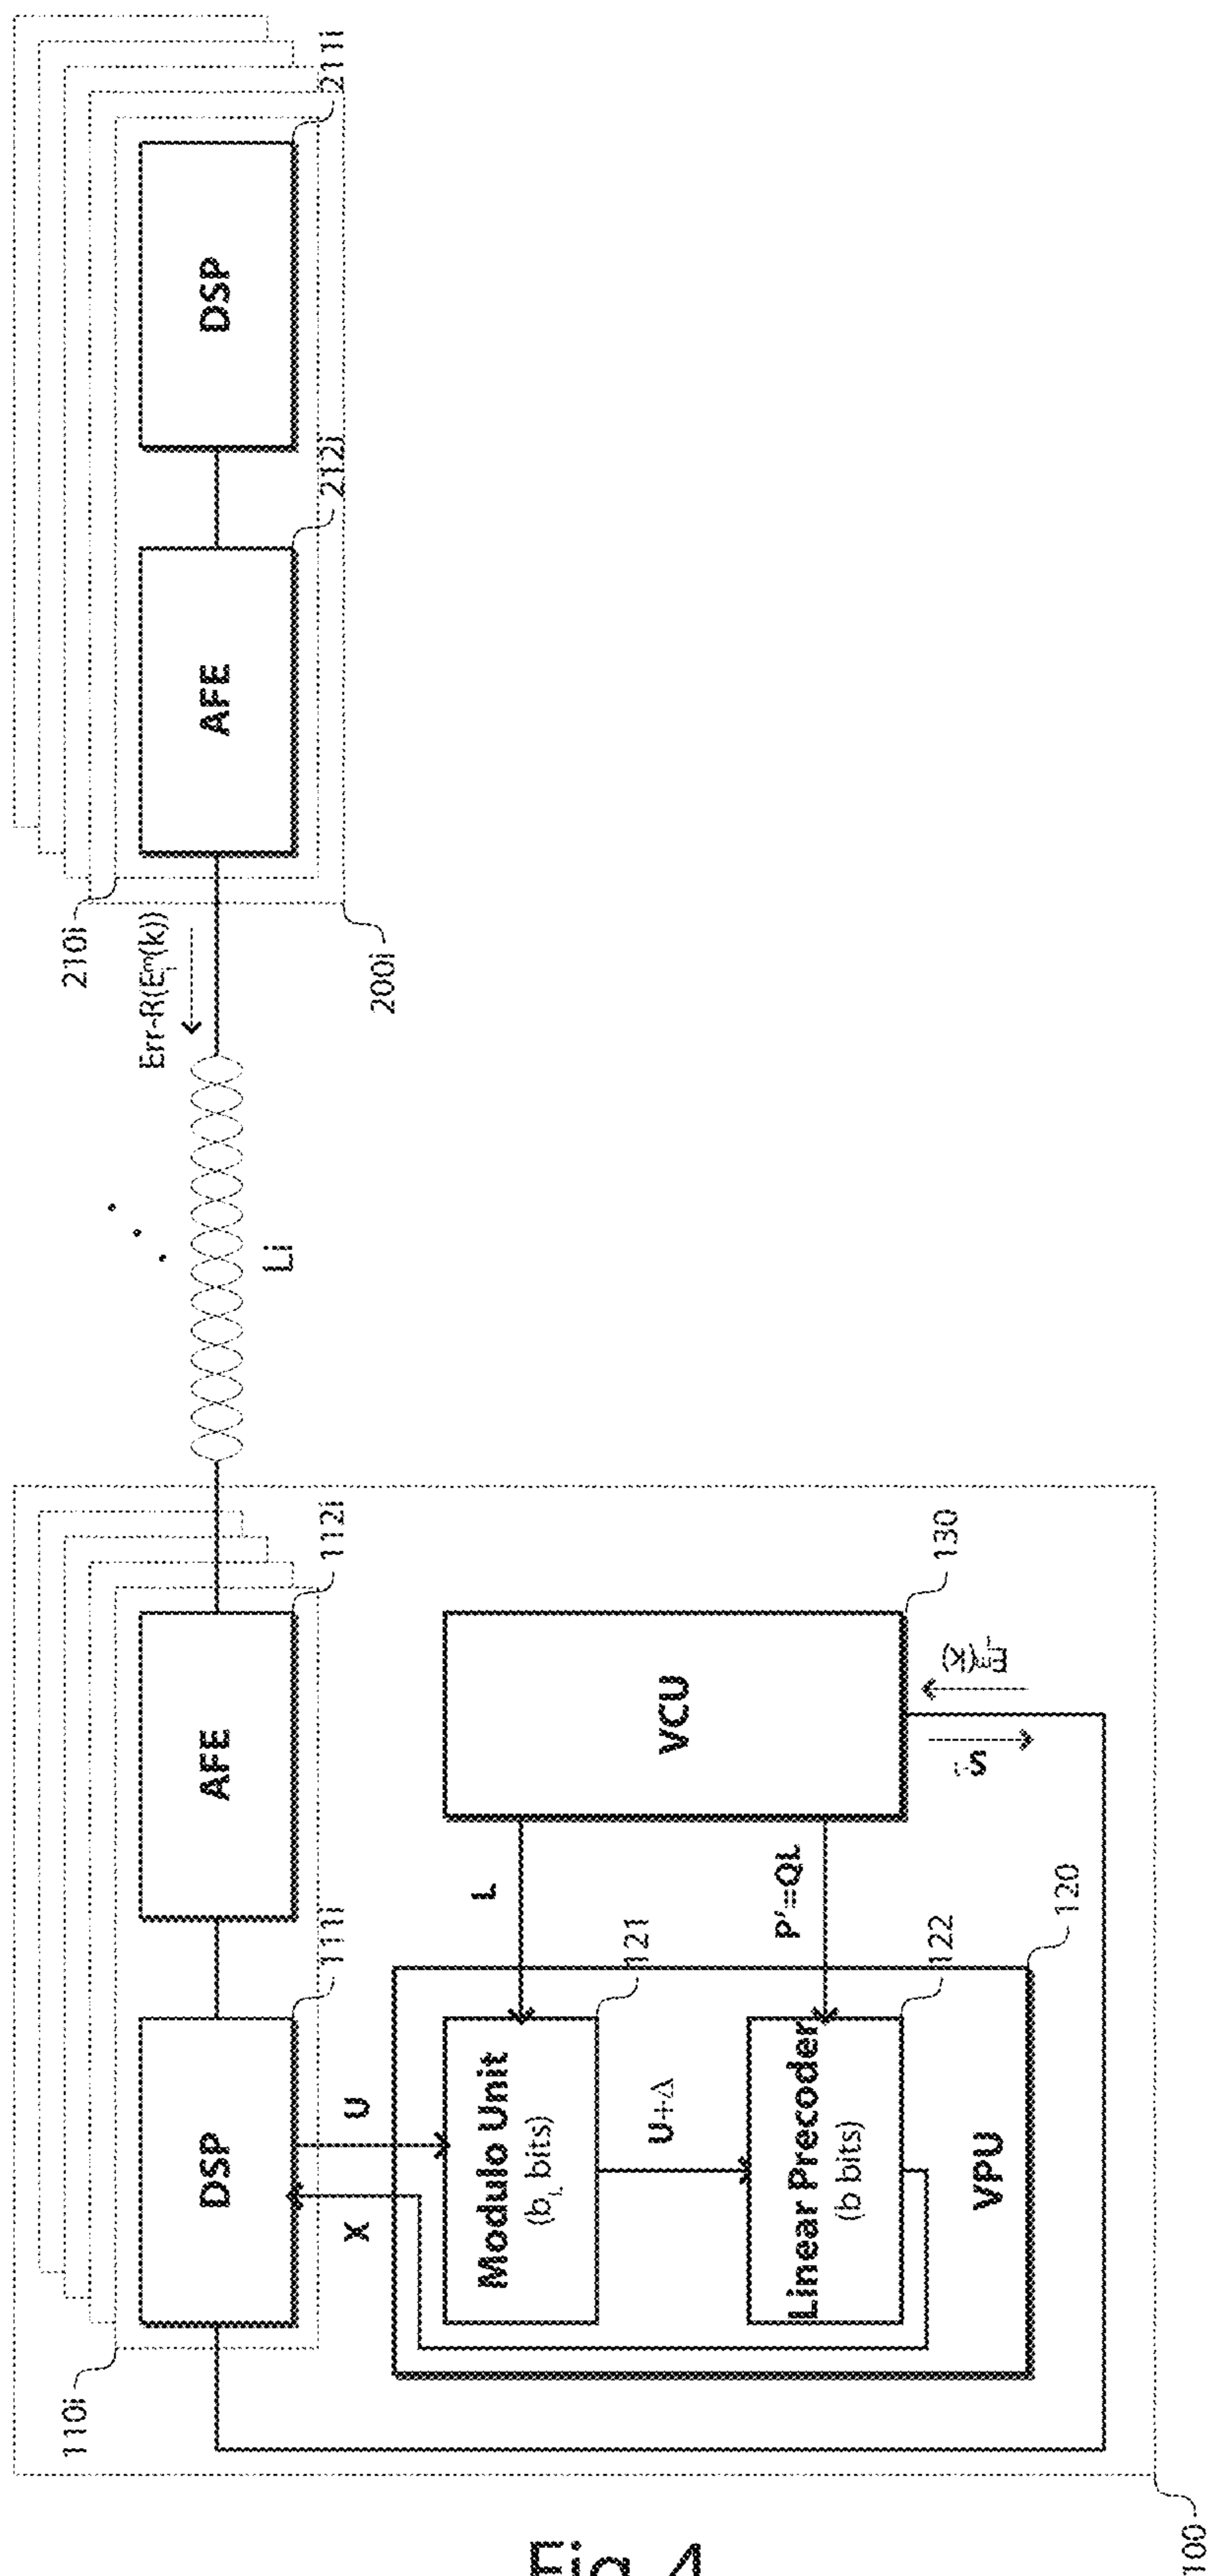 110i
DSP
111i
AFE
112i
U
X
Modulo Unit
(bL bits)
121
U+Δ
Linear Precoder
(b bits)
122
VPU
120
L
P'=QL
VCU
130
100
Li
Err-R(Eᵢᵐ(k))
210i
200i
AFE
212i
DSP
211i
Fig. 4